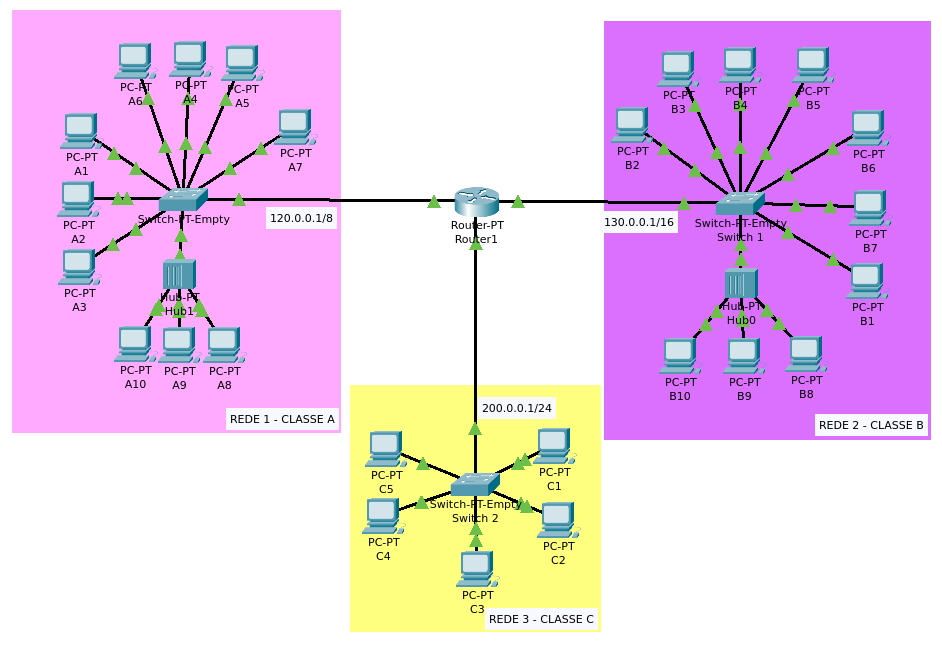 PC-PT
A6
PC-PT
A4
PC-PT
A5
PC-PT
A1
PC-PT
A7
PC-PT
A2
Switch-PT-Empty
120.0.0.1/8
PC-PT
A3
Hub-PT
Hub1
PC-PT
A10
PC-PT
A9
PC-PT
A8
REDE 1 - CLASSE A
Router-PT
Router1
PC-PT
B3
PC-PT
B4
PC-PT
B5
PC-PT
B2
PC-PT
B6
130.0.0.1/16
Switch-PT-Empty
Switch 1
PC-PT
B7
PC-PT
B1
Hub-PT
Hub0
PC-PT
B10
PC-PT
B9
PC-PT
B8
REDE 2 - CLASSE B
200.0.0.1/24
PC-PT
C5
PC-PT
C1
Switch-PT-Empty
Switch 2
PC-PT
C4
PC-PT
C2
PC-PT
C3
REDE 3 - CLASSE C